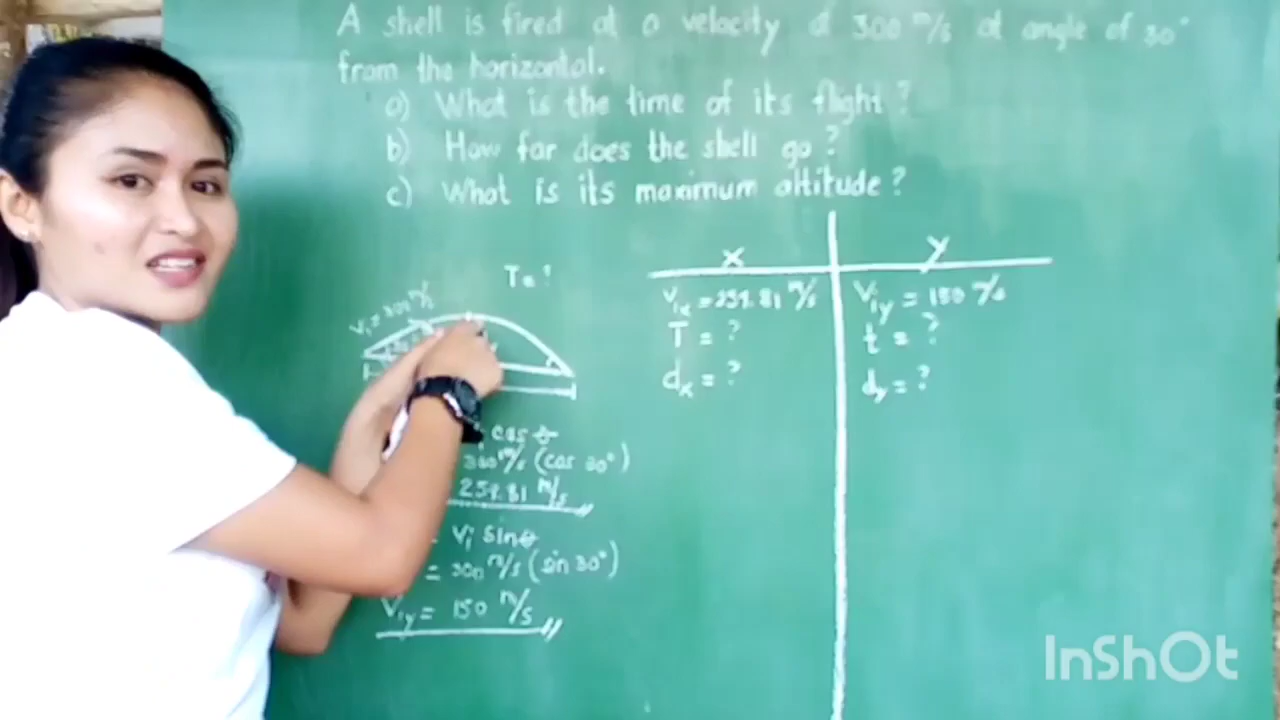 A shell is fired at a velocity of 300 m/s at angle of 30°
from the horizontal.
a) What is the time of its flight?
b) How far does the shell go?
c) What is its maximum altitude?
x
y
Vix = 259.81 m/s
T = ?
dx = ?
Viy = 150 m/s
t = ?
dy = ?
Vi = 300 m/s
cos θ
300 m/s (cos 30°)
259.81 m/s
= Vi sinθ
= 300 m/s (sin 30°)
Viy = 150 m/s
InShOt